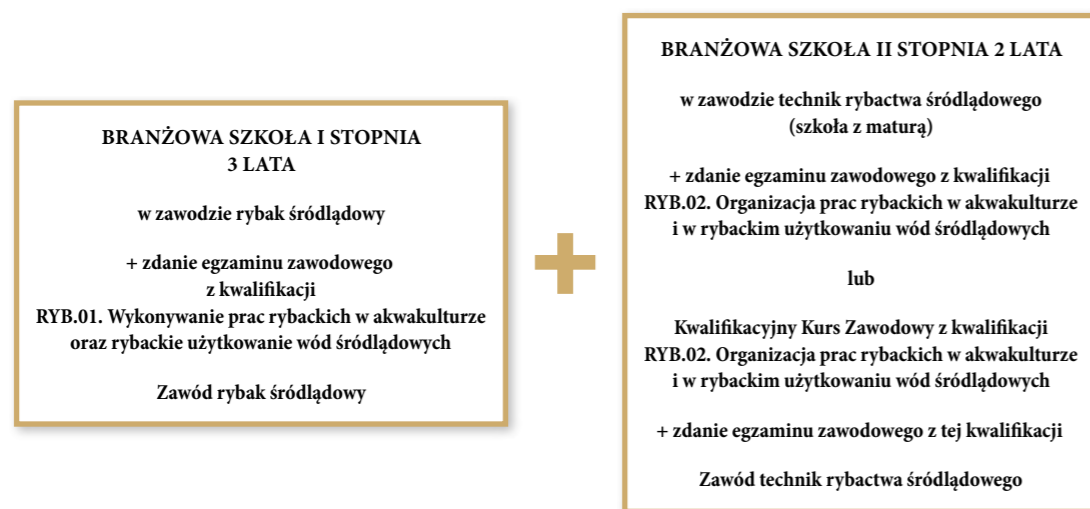 BRANŻOWA SZKOŁA I STOPNIA
3 LATA
w zawodzie rybak śródlądowy
+ zdanie egzaminu zawodowego
z kwalifikacji
RYB.01. Wykonywanie prac rybackich w akwakulturze
oraz rybackie użytkowanie wód śródlądowych
Zawód rybak śródlądowy
+
BRANŻOWA SZKOŁA II STOPNIA 2 LATA
w zawodzie technik rybactwa śródlądowego
(szkoła z maturą)
+ zdanie egzaminu zawodowego z kwalifikacji
RYB.02. Organizacja prac rybackich w akwakulturze
i w rybackim użytkowaniu wód śródlądowych
lub
Kwalifikacyjny Kurs Zawodowy z kwalifikacji
RYB.02. Organizacja prac rybackich w akwakulturze
i w rybackim użytkowaniu wód śródlądowych
+ zdanie egzaminu zawodowego z tej kwalifikacji
Zawód technik rybactwa śródlądowego